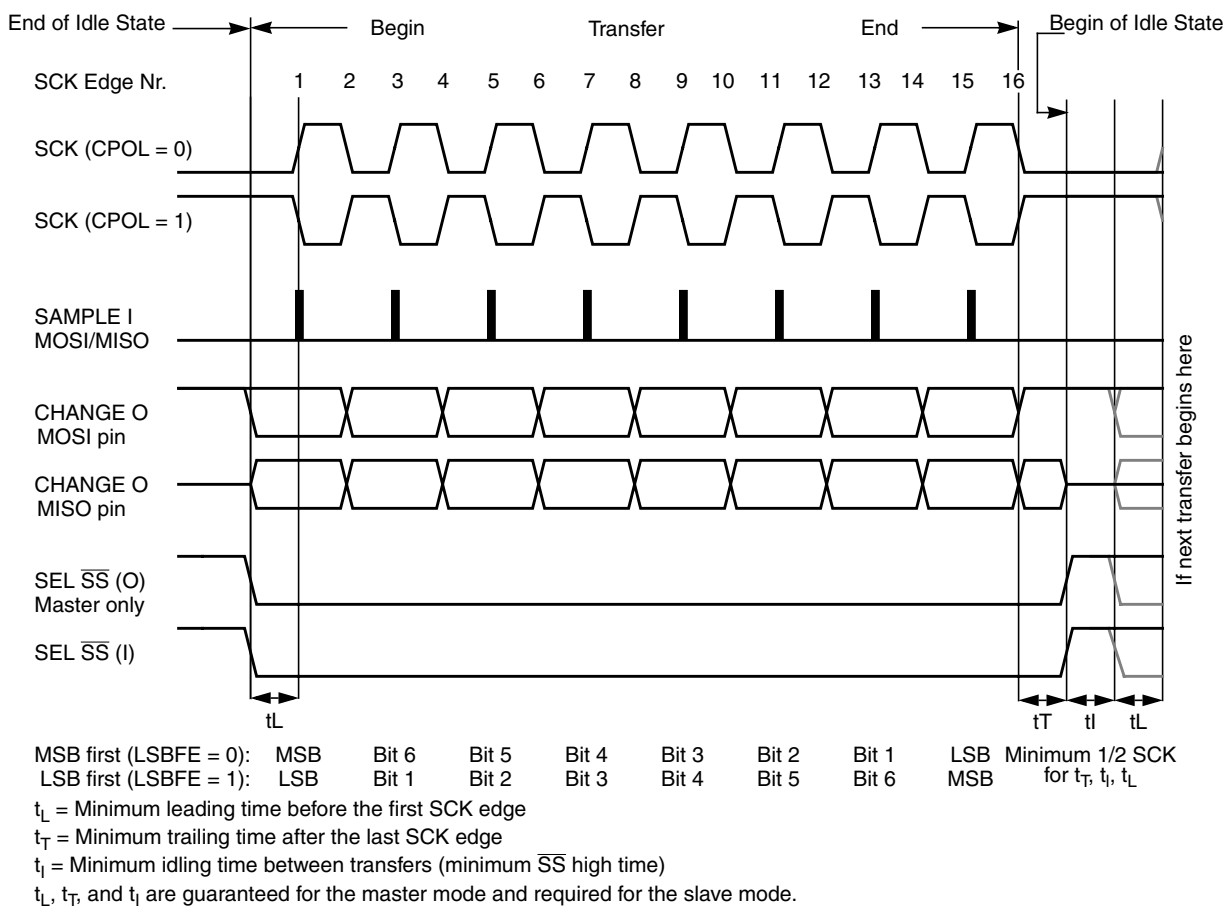 End of Idle State
Begin
Transfer
End
Begin of Idle State
SCK Edge Nr.
1 2 3 4 5 6 7 8 9 10 11 12 13 14 15 16
SCK (CPOL = 0)
SCK (CPOL = 1)
SAMPLE I
MOSI/MISO
CHANGE O
MOSI pin
CHANGE O
MISO pin
SEL S̅S̅ (O)
Master only
SEL S̅S̅ (I)
If next transfer begins here
tL
tT tI tL
MSB first (LSBFE = 0): MSB Bit 6 Bit 5 Bit 4 Bit 3 Bit 2 Bit 1 LSB Minimum 1/2 SCK
LSB first (LSBFE = 1): LSB Bit 1 Bit 2 Bit 3 Bit 4 Bit 5 Bit 6 MSB for tT, tI, tL
tL = Minimum leading time before the first SCK edge
tT = Minimum trailing time after the last SCK edge
tI = Minimum idling time between transfers (minimum S̅S̅ high time)
tL, tT, and tI are guaranteed for the master mode and required for the slave mode.